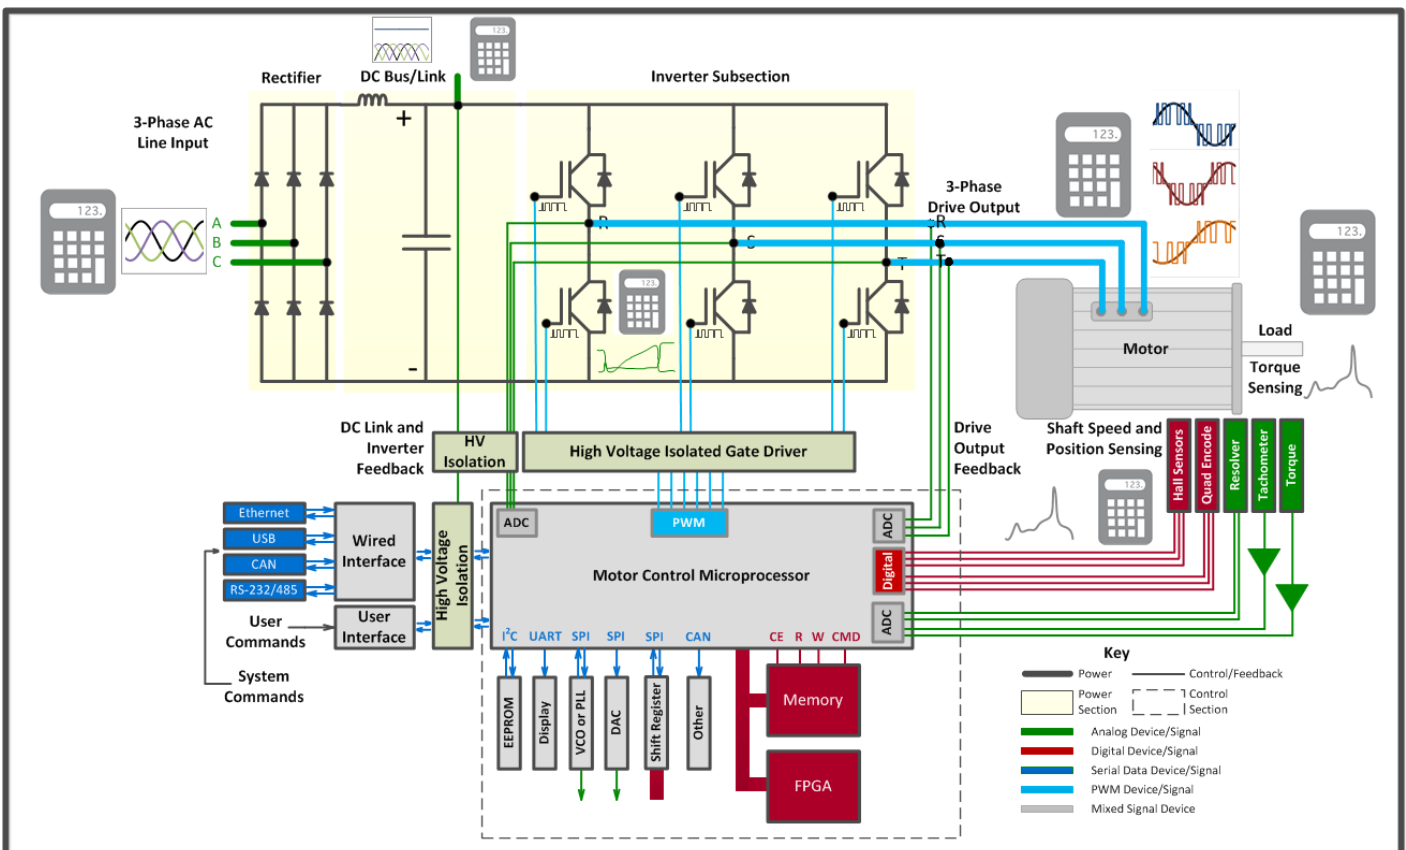 123.
Rectifier
DC Bus/Link
Inverter Subsection
3-Phase AC
Line Input
+
123.
123.
A
B
C
3-Phase
Drive Output
R
S
T
R
S
T
123.
123.
-
Motor
Load
Torque
Sensing
DC Link and
Inverter
Feedback
HV
Isolation
High Voltage Isolated Gate Driver
Drive
Output
Feedback
Shaft Speed and
Position Sensing
123.
Hall Sensors
Quad Encode
Resolver
Tachometer
Torque
Ethernet
USB
CAN
RS-232/485
Wired
Interface
High Voltage
Isolation
ADC
PWM
ADC
Digital
ADC
Motor Control Microprocessor
User
Commands
User
Interface
System
Commands
I²C
UART
SPI
SPI
SPI
CAN
CE
R
W
CMD
EEPROM
Display
VCO or PLL
DAC
Shift Register
Other
Memory
FPGA
Key
Power
Control/Feedback
Power
Section
Control
Section
Analog Device/Signal
Digital Device/Signal
Serial Data Device/Signal
PWM Device/Signal
Mixed Signal Device